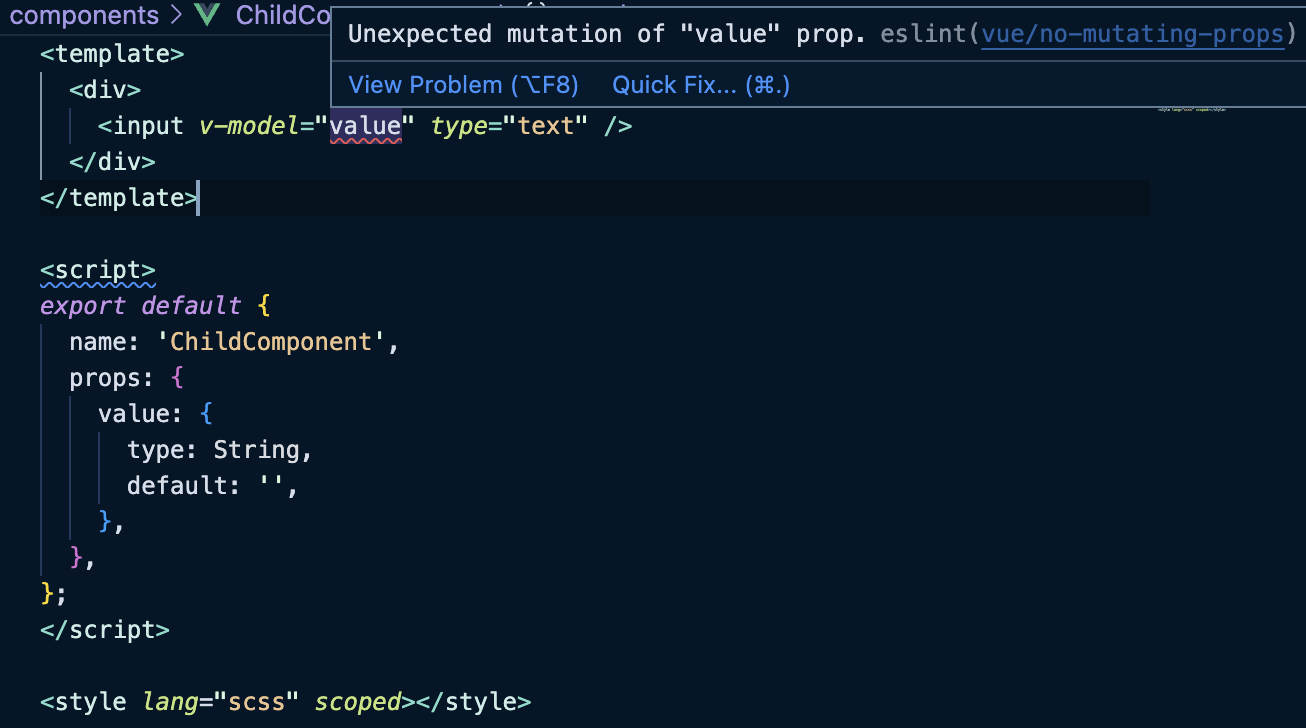 components > ChildCo
Unexpected mutation of "value" prop. eslint(vue/no-mutating-props)
View Problem (⌥F8) Quick Fix... (⌘.)
<template>
<div>
<input v-model="value" type="text" />
</div>
</template>
<script>
export default {
name: 'ChildComponent',
props: {
value: {
type: String,
default: '',
},
},
};
</script>
<style lang="scss" scoped></style>